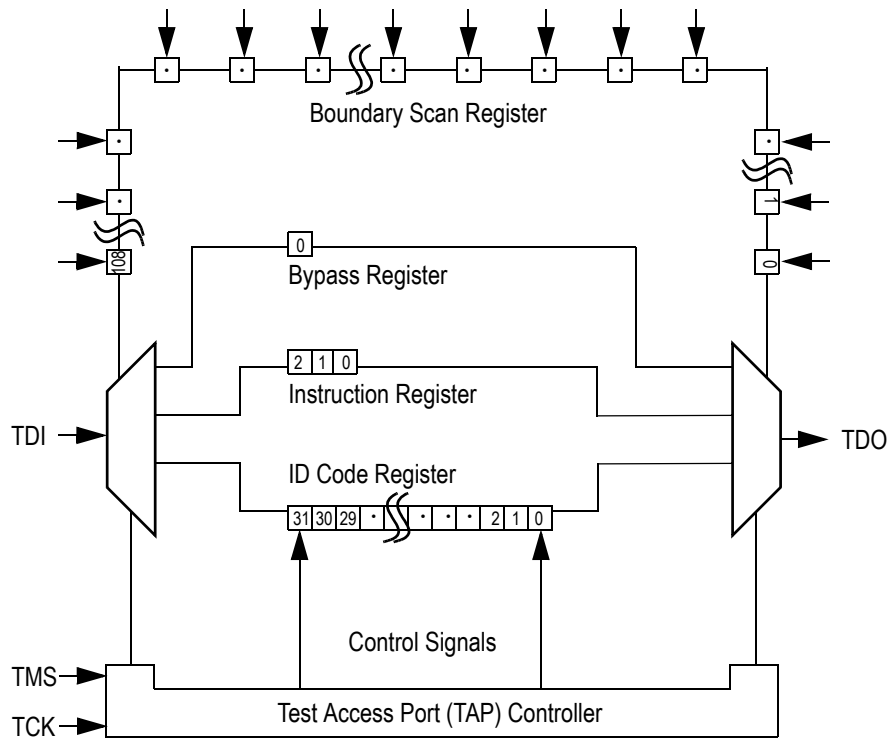 · · · · · · · ·
Boundary Scan Register
· ·
· 1
108 0
0
Bypass Register
2 1 0
Instruction Register
TDI TDO
ID Code Register
31 30 29 · · · · 2 1 0
Control Signals
TMS
Test Access Port (TAP) Controller
TCK